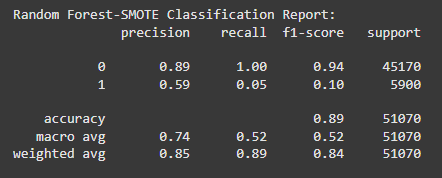 Random Forest-SMOTE Classification Report:
precision recall f1-score support
0 0.89 1.00 0.94 45170
1 0.59 0.05 0.10 5900
accuracy 0.89 51070
macro avg 0.74 0.52 0.52 51070
weighted avg 0.85 0.89 0.84 51070